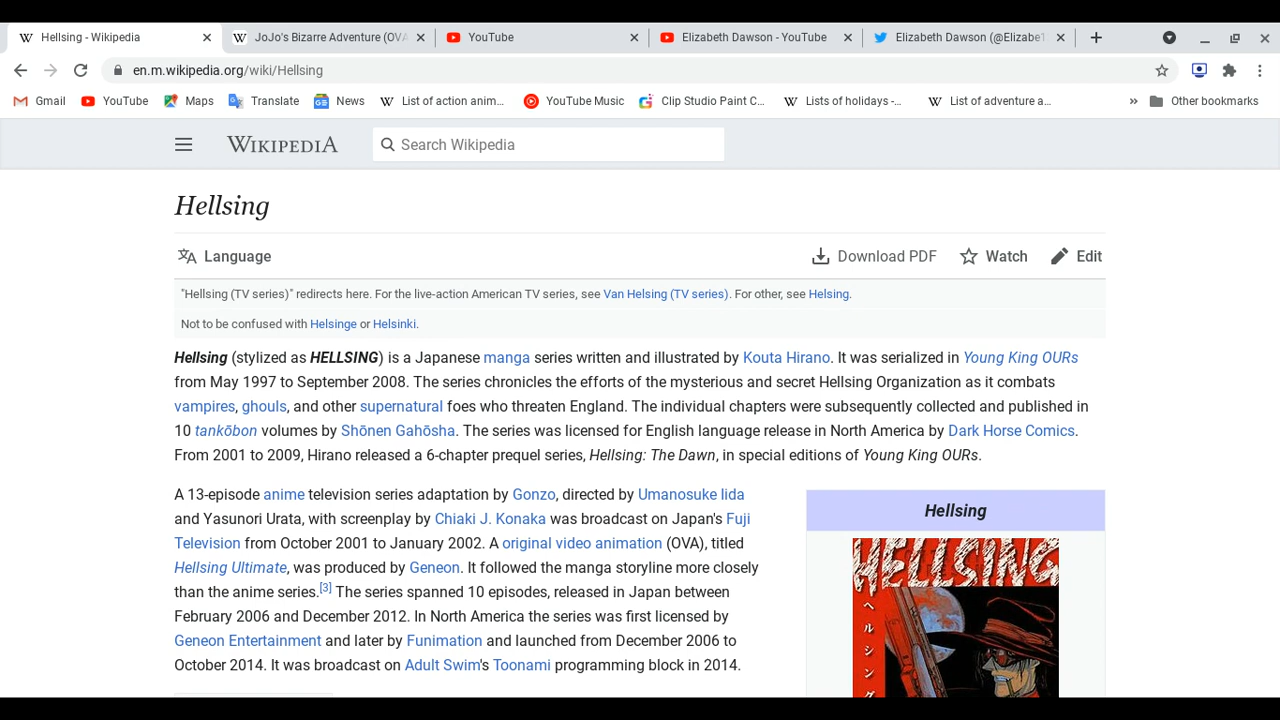 Hellsing - Wikipedia
JoJo's Bizarre Adventure (OVA
YouTube
Elizabeth Dawson - YouTube
Elizabeth Dawson (@Elizabe
en.m.wikipedia.org/wiki/Hellsing
Gmail
YouTube
Maps
Translate
News
List of action anim...
YouTube Music
Clip Studio Paint C...
Lists of holidays -...
List of adventure a...
Other bookmarks
WIKIPEDIA
Search Wikipedia
Hellsing
Language
Download PDF
Watch
Edit
"Hellsing (TV series)" redirects here. For the live-action American TV series, see Van Helsing (TV series). For other, see Helsing.
Not to be confused with Helsinge or Helsinki.
Hellsing (stylized as HELLSING) is a Japanese manga series written and illustrated by Kouta Hirano. It was serialized in Young King OURs
from May 1997 to September 2008. The series chronicles the efforts of the mysterious and secret Hellsing Organization as it combats
vampires, ghouls, and other supernatural foes who threaten England. The individual chapters were subsequently collected and published in
10 tankōbon volumes by Shōnen Gahōsha. The series was licensed for English language release in North America by Dark Horse Comics.
From 2001 to 2009, Hirano released a 6-chapter prequel series, Hellsing: The Dawn, in special editions of Young King OURs.
A 13-episode anime television series adaptation by Gonzo, directed by Umanosuke Iida
and Yasunori Urata, with screenplay by Chiaki J. Konaka was broadcast on Japan's Fuji
Television from October 2001 to January 2002. A original video animation (OVA), titled
Hellsing Ultimate, was produced by Geneon. It followed the manga storyline more closely
than the anime series.[3] The series spanned 10 episodes, released in Japan between
February 2006 and December 2012. In North America the series was first licensed by
Geneon Entertainment and later by Funimation and launched from December 2006 to
October 2014. It was broadcast on Adult Swim's Toonami programming block in 2014.
Hellsing
HELLSING
ヘルシング